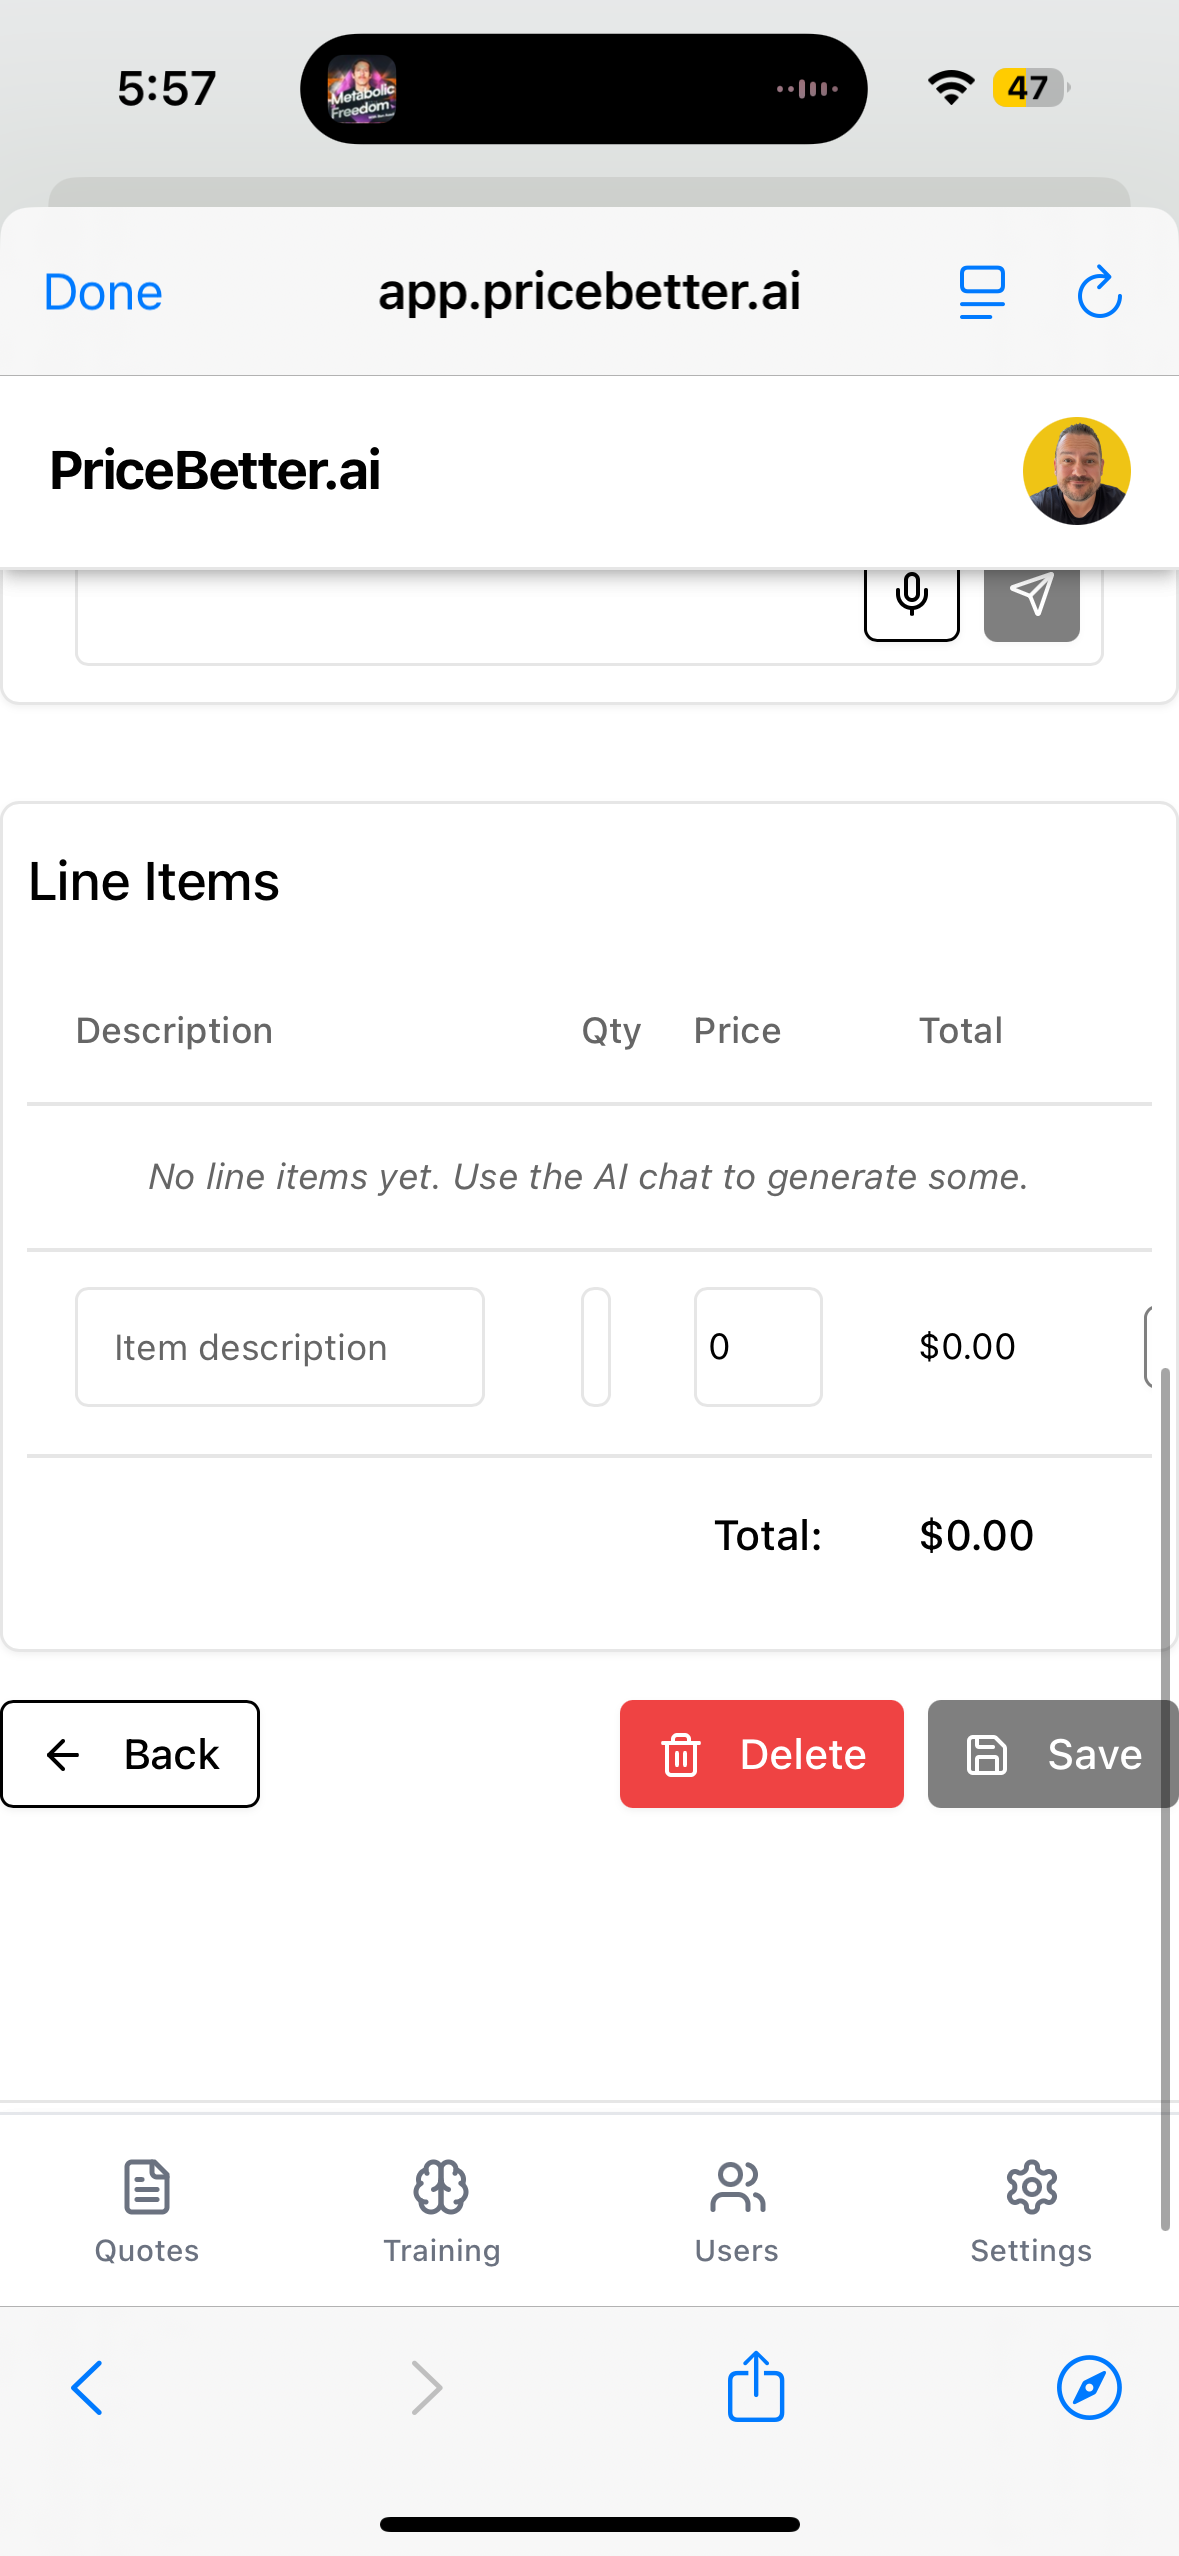 5:57
Metabolic
Freedom
47
Done
app.pricebetter.ai
PriceBetter.ai
Line Items
Description Qty Price Total
No line items yet. Use the AI chat to generate some.
Item description 0 $0.00
Total: $0.00
Back Delete Save
Quotes Training Users Settings